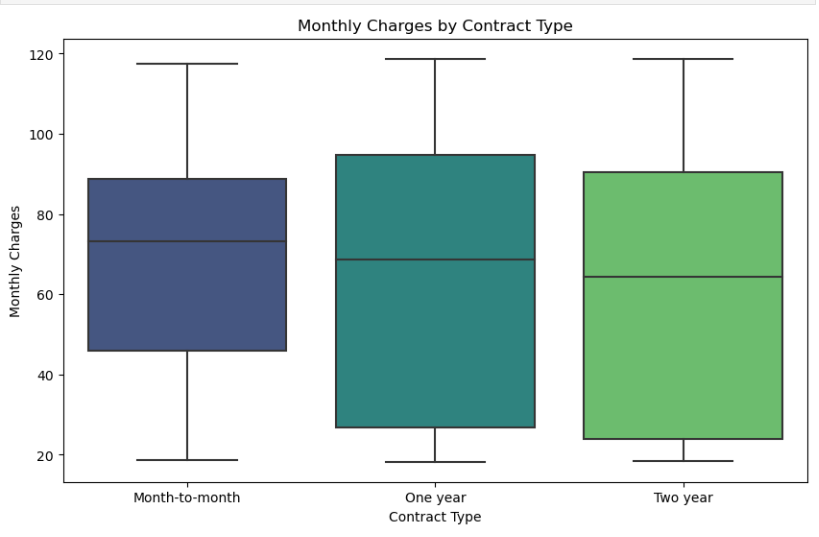 Monthly Charges by Contract Type
120
100
80
60
40
20
Monthly Charges
Month-to-month
One year
Two year
Contract Type